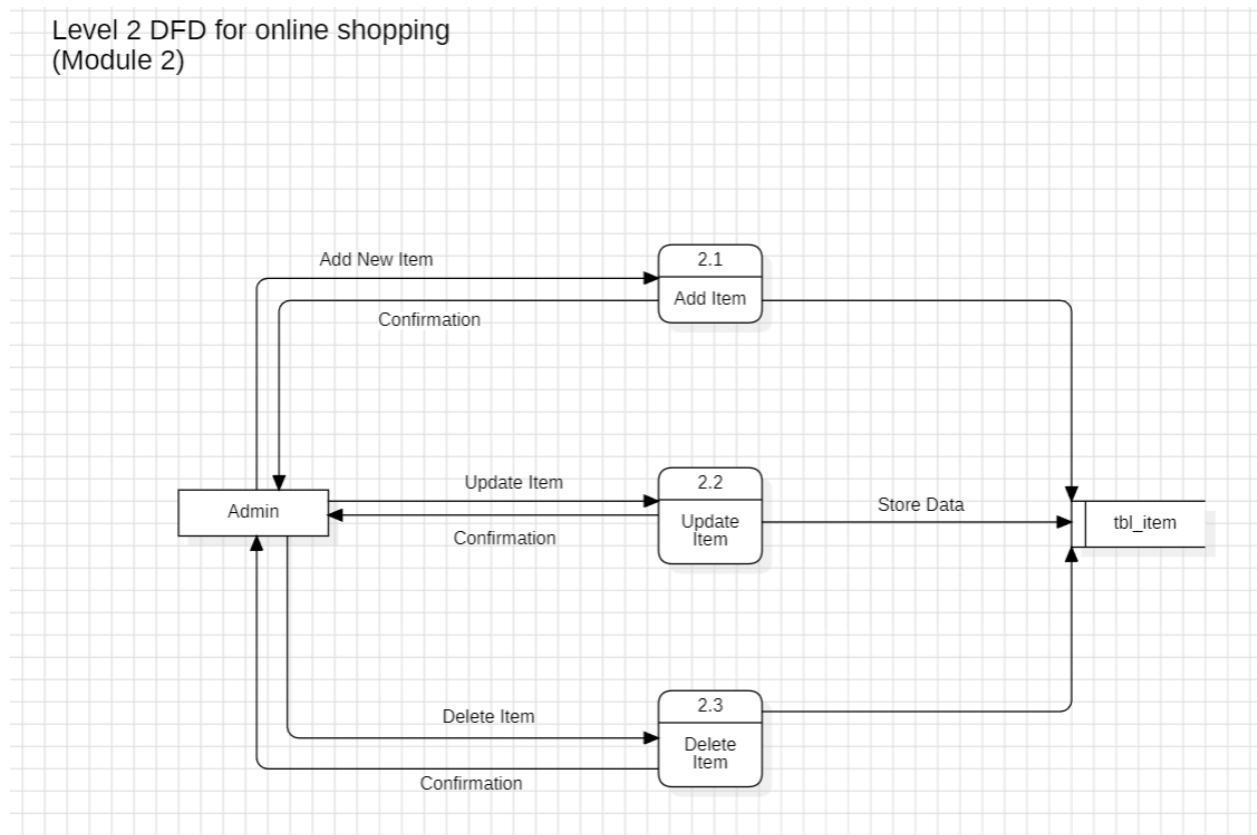 Level 2 DFD for online shopping
(Module 2)
Add New Item
2.1
Add Item
Confirmation
Admin
Update Item
Confirmation
2.2
Update
Item
Store Data
tbl_item
Delete Item
Confirmation
2.3
Delete
Item